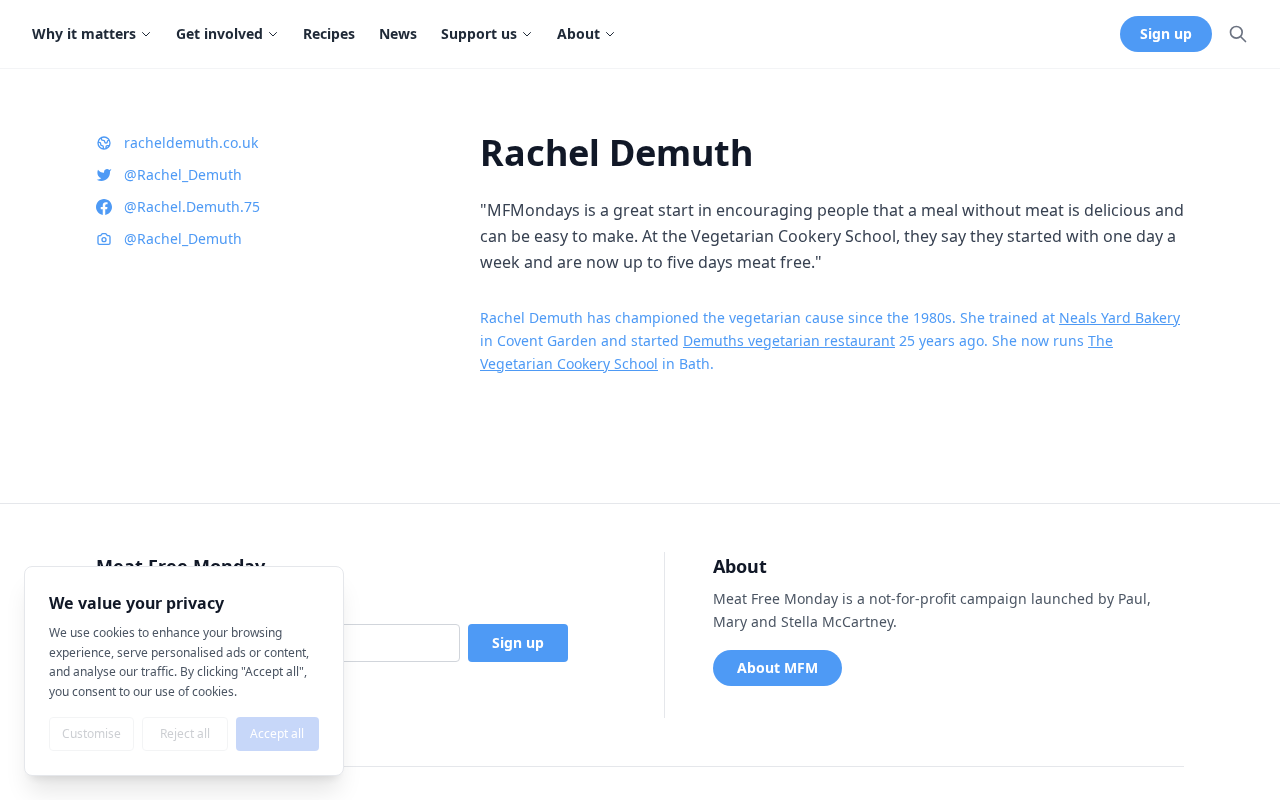 Why it matters
Get involved
Recipes
News
Support us
About
Sign up
racheldemuth.co.uk
@Rachel_Demuth
@Rachel.Demuth.75
@Rachel_Demuth
Rachel Demuth
"MFMondays is a great start in encouraging people that a meal without meat is delicious and
can be easy to make. At the Vegetarian Cookery School, they say they started with one day a
week and are now up to five days meat free."
Rachel Demuth has championed the vegetarian cause since the 1980s. She trained at Neals Yard Bakery
in Covent Garden and started Demuths vegetarian restaurant 25 years ago. She now runs The
Vegetarian Cookery School in Bath.
Meat Free Monday
Sign up
About
Meat Free Monday is a not-for-profit campaign launched by Paul,
Mary and Stella McCartney.
About MFM
We value your privacy
We use cookies to enhance your browsing
experience, serve personalised ads or content,
and analyse our traffic. By clicking "Accept all",
you consent to our use of cookies.
Customise
Reject all
Accept all